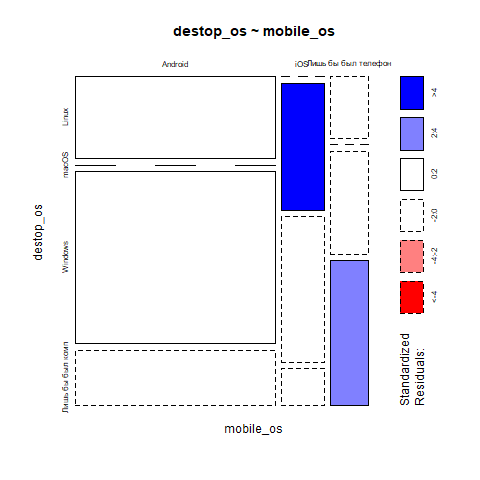 destop_os ~ mobile_os
Android
iOS
Лишь бы был телефон
Linux
macOS
Windows
Лишь бы был комп
destop_os
mobile_os
>4
2:4
0:2
-2:0
-4:-2
<-4
Standardized
Residuals: